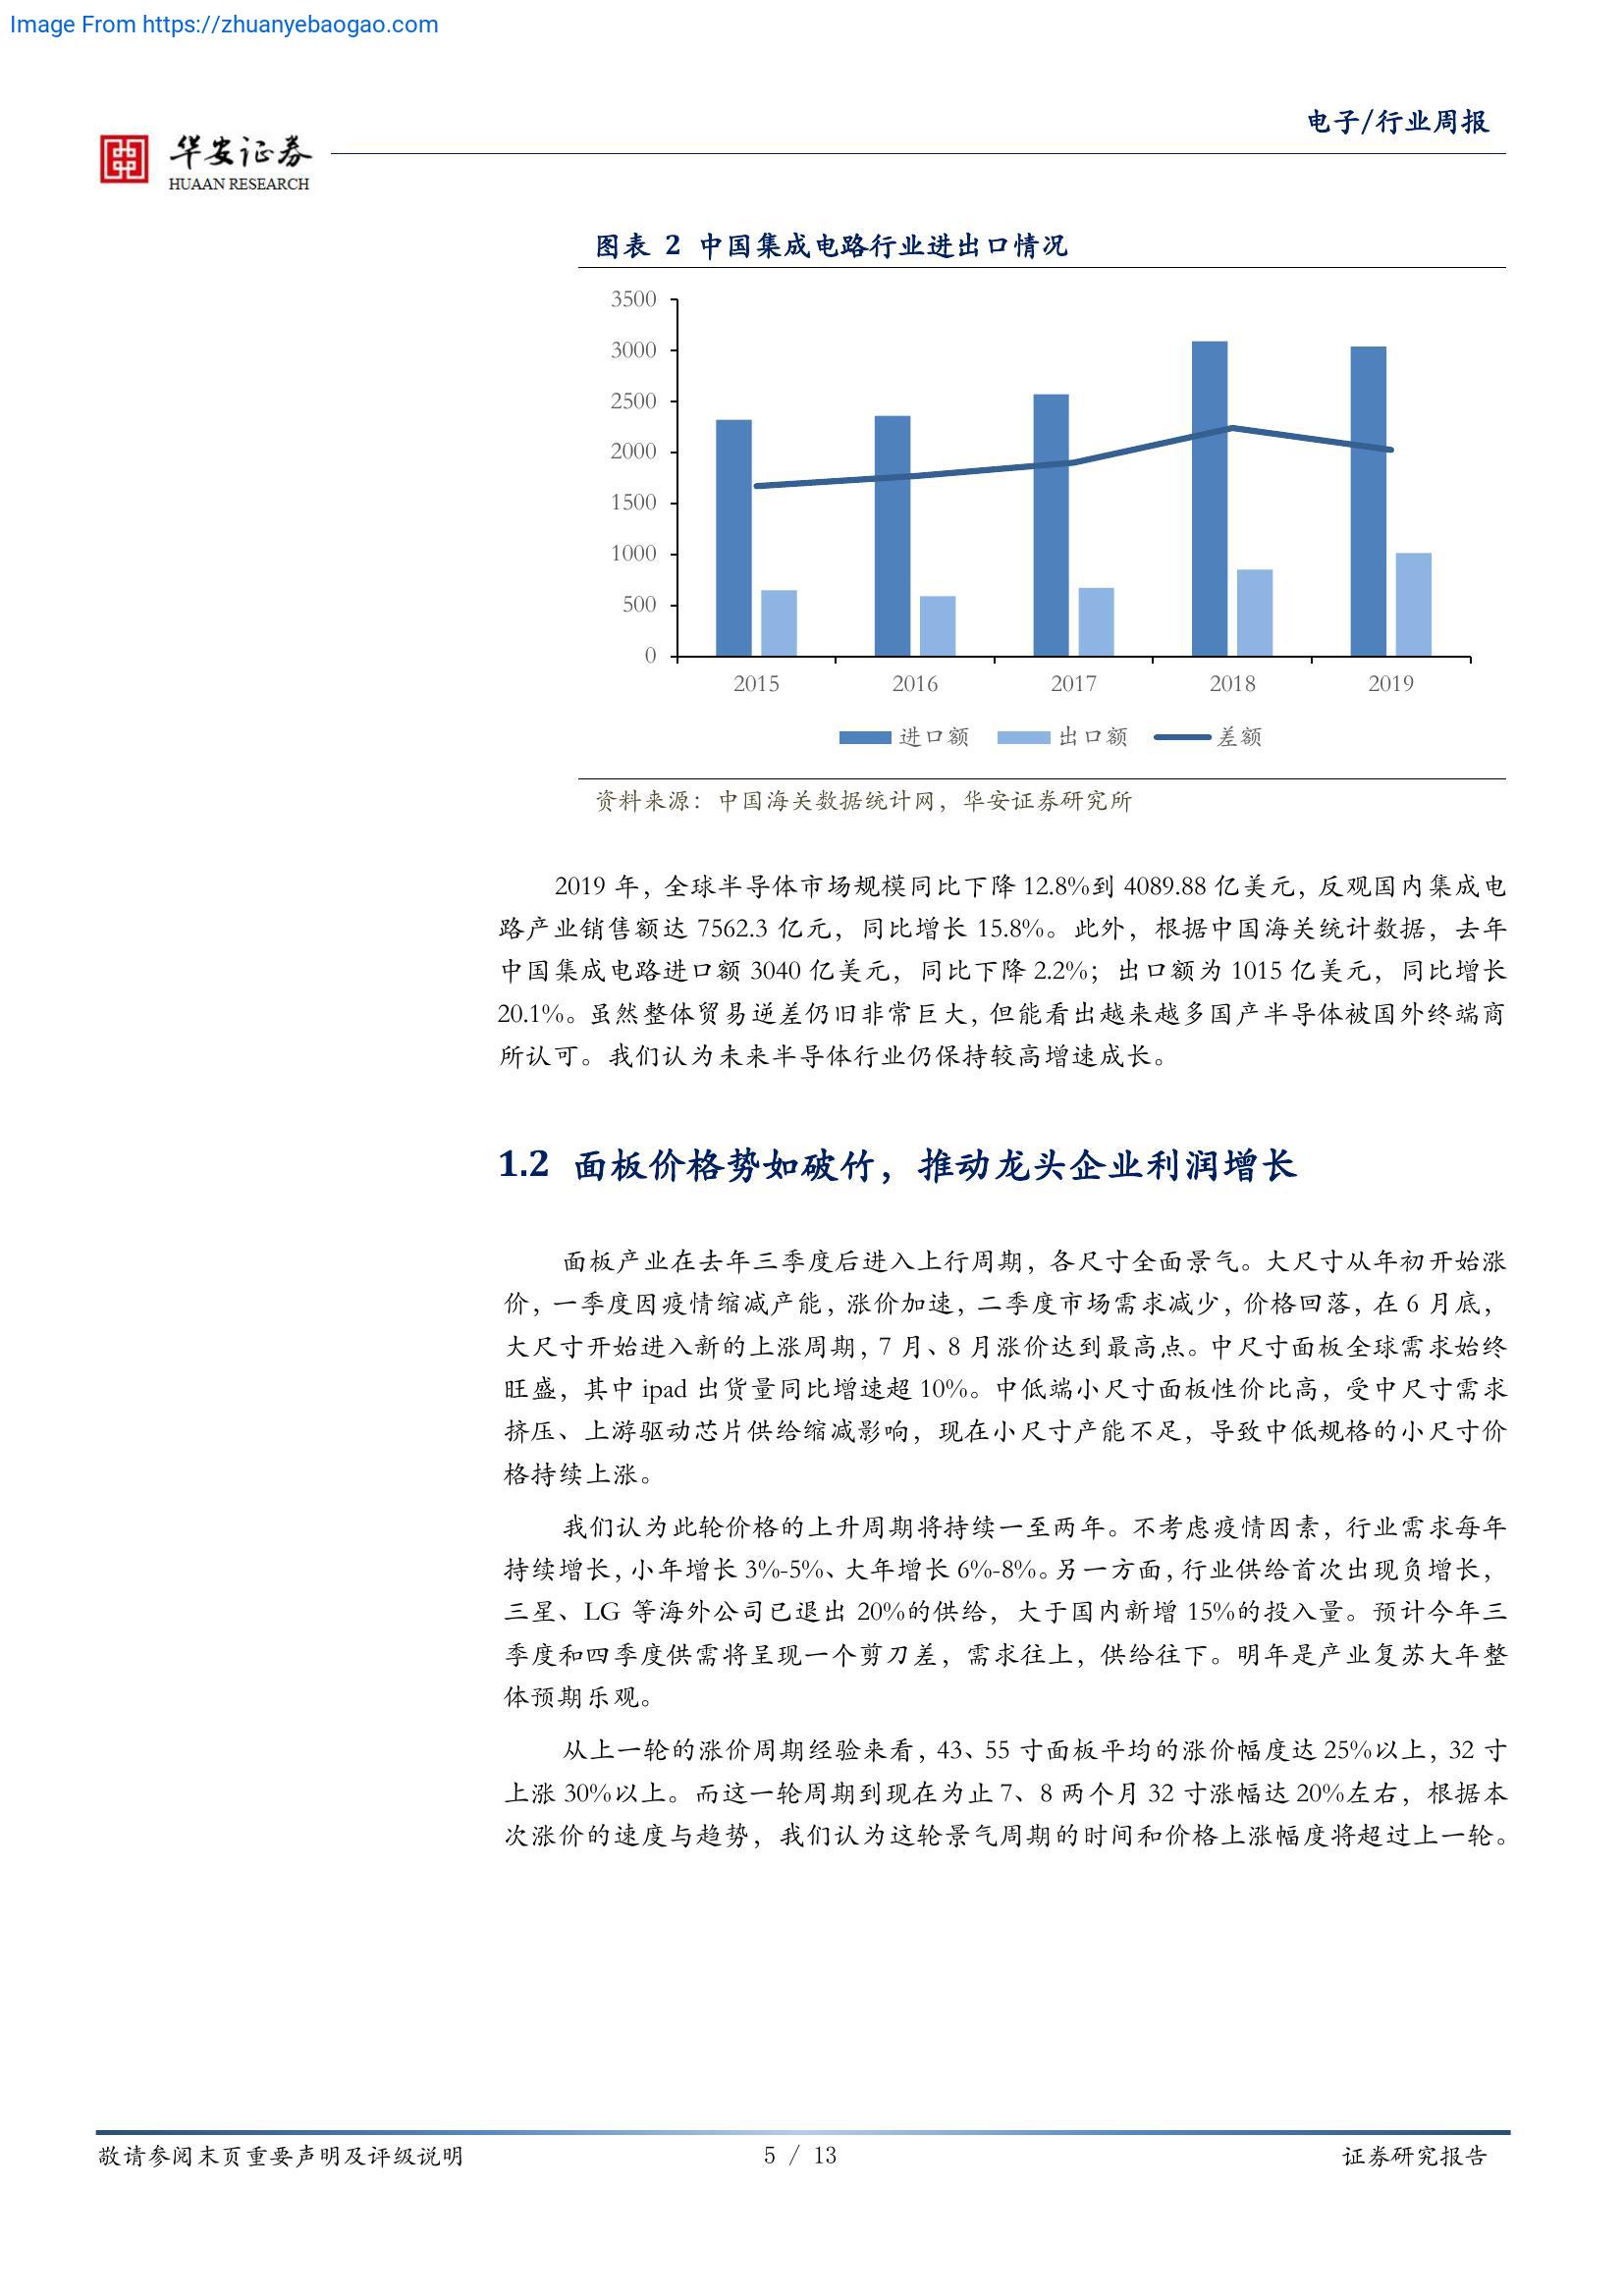 Image From https://zhuanyebaogao.com
电子/行业周报
华安证券
HUAAN RESEARCH
图表 2 中国集成电路行业进出口情况
3500
3000
2500
2000
1500
1000
500
0
2015 2016 2017 2018 2019
进口额 出口额 差额
资料来源：中国海关数据统计网，华安证券研究所
2019 年，全球半导体市场规模同比下降 12.8%到 4089.88 亿美元，反观国内集成电
路产业销售额达 7562.3 亿元，同比增长 15.8%。此外，根据中国海关统计数据，去年
中国集成电路进口额 3040 亿美元，同比下降 2.2%；出口额为 1015 亿美元，同比增长
20.1%。虽然整体贸易逆差仍旧非常巨大，但能看出越来越多国产半导体被国外终端商
所认可。我们认为未来半导体行业仍保持较高增速成长。
1.2 面板价格势如破竹，推动龙头企业利润增长
面板产业在去年三季度后进入上行周期，各尺寸全面景气。大尺寸从年初开始涨
价，一季度因疫情缩减产能，涨价加速，二季度市场需求减少，价格回落，在 6 月底，
大尺寸开始进入新的上涨周期，7 月、8 月涨价达到最高点。中尺寸面板全球需求始终
旺盛，其中 ipad 出货量同比增速超 10%。中低端小尺寸面板性价比高，受中尺寸需求
挤压、上游驱动芯片供给缩减影响，现在小尺寸产能不足，导致中低规格的小尺寸价
格持续上涨。
我们认为此轮价格的上升周期将持续一至两年。不考虑疫情因素，行业需求每年
持续增长，小年增长 3%-5%、大年增长 6%-8%。另一方面，行业供给首次出现负增长，
三星、LG 等海外公司已退出 20%的供给，大于国内新增 15%的投入量。预计今年三
季度和四季度供需将呈现一个剪刀差，需求往上，供给往下。明年是产业复苏大年整
体预期乐观。
从上一轮的涨价周期经验来看，43、55 寸面板平均的涨价幅度达 25%以上，32 寸
上涨 30%以上。而这一轮周期到现在为止 7、8 两个月 32 寸涨幅达 20%左右，根据本
次涨价的速度与趋势，我们认为这轮景气周期的时间和价格上涨幅度将超过上一轮。
敬请参阅末页重要声明及评级说明 5 / 13 证券研究报告